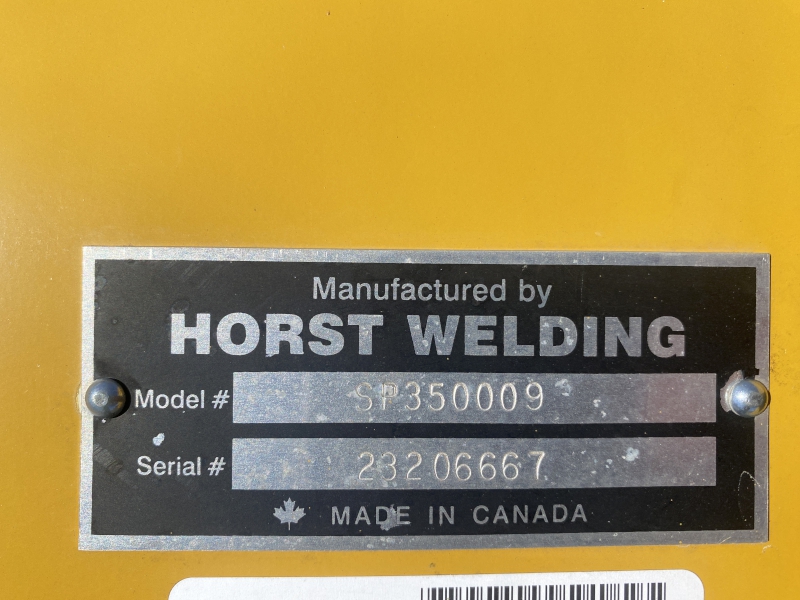 Manufactured by
HORST WELDING
Model # SP350009
Serial # 23206667
MADE IN CANADA